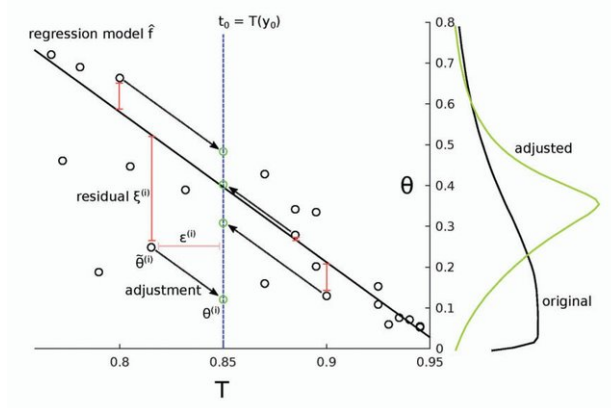 t₀ = T(y₀)
regression model f̂
0.8
0.7
0.6
0.5
adjusted
0.4
θ
residual ξ⁽ⁱ⁾
0.3
ε⁽ⁱ⁾
θ̃⁽ⁱ⁾
0.2
adjustment
θ⁽ⁱ⁾
0.1
original
0
0.8
0.85
0.9
0.95
T